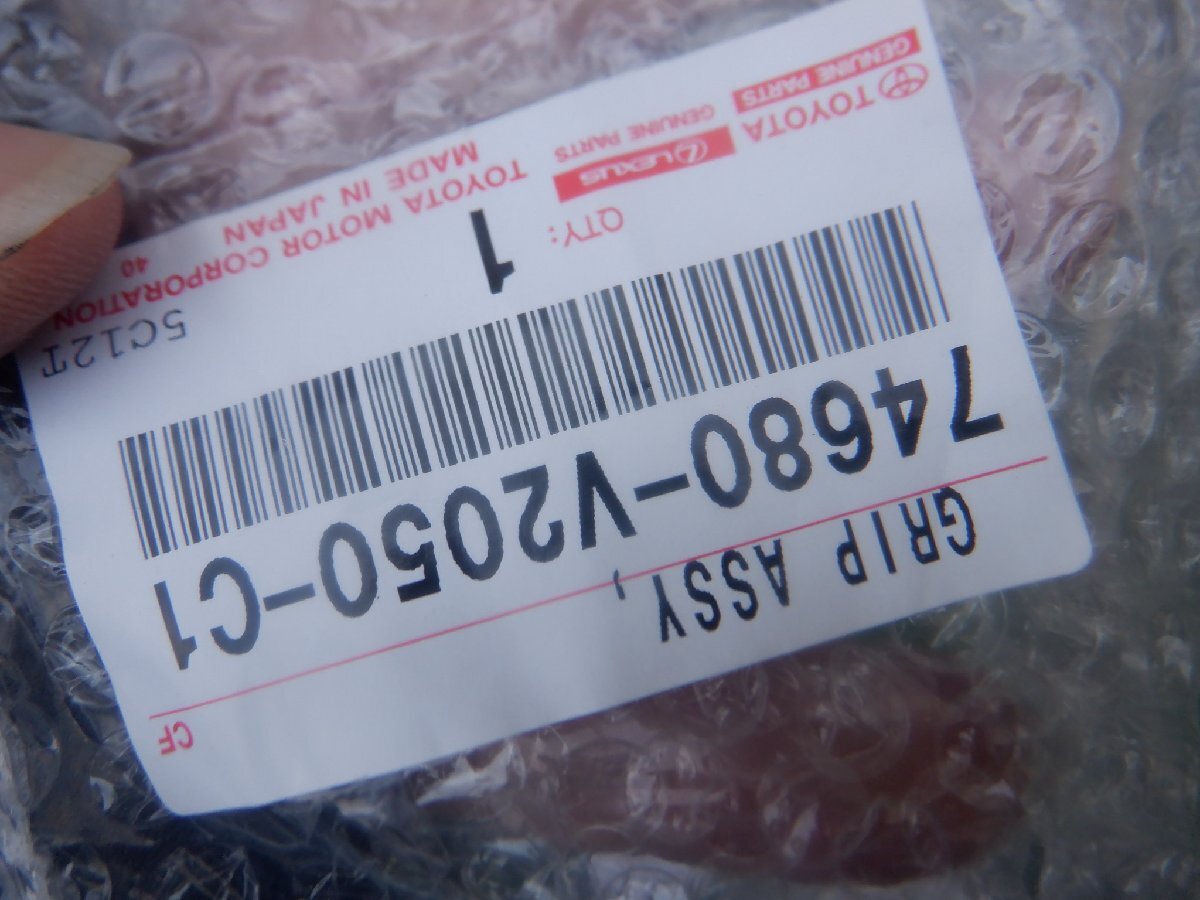 GRIP ASSY,
CF
74680-V2050-C1
QTY: 1
5C12T
TOYOTA
GENUINE PARTS
LEXUS
GENUINE PARTS
TOYOTA MOTOR CORPORATION
MADE IN JAPAN
40